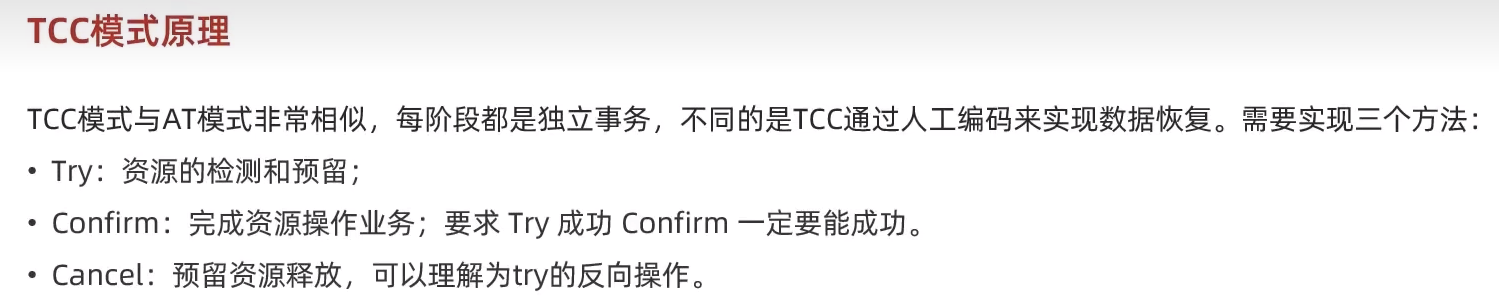 TCC模式原理
TCC模式与AT模式非常相似，每阶段都是独立事务，不同的是TCC通过人工编码来实现数据恢复。需要实现三个方法：
• Try：资源的检测和预留；
• Confirm：完成资源操作业务；要求 Try 成功 Confirm 一定要能成功。
• Cancel：预留资源释放，可以理解为try的反向操作。